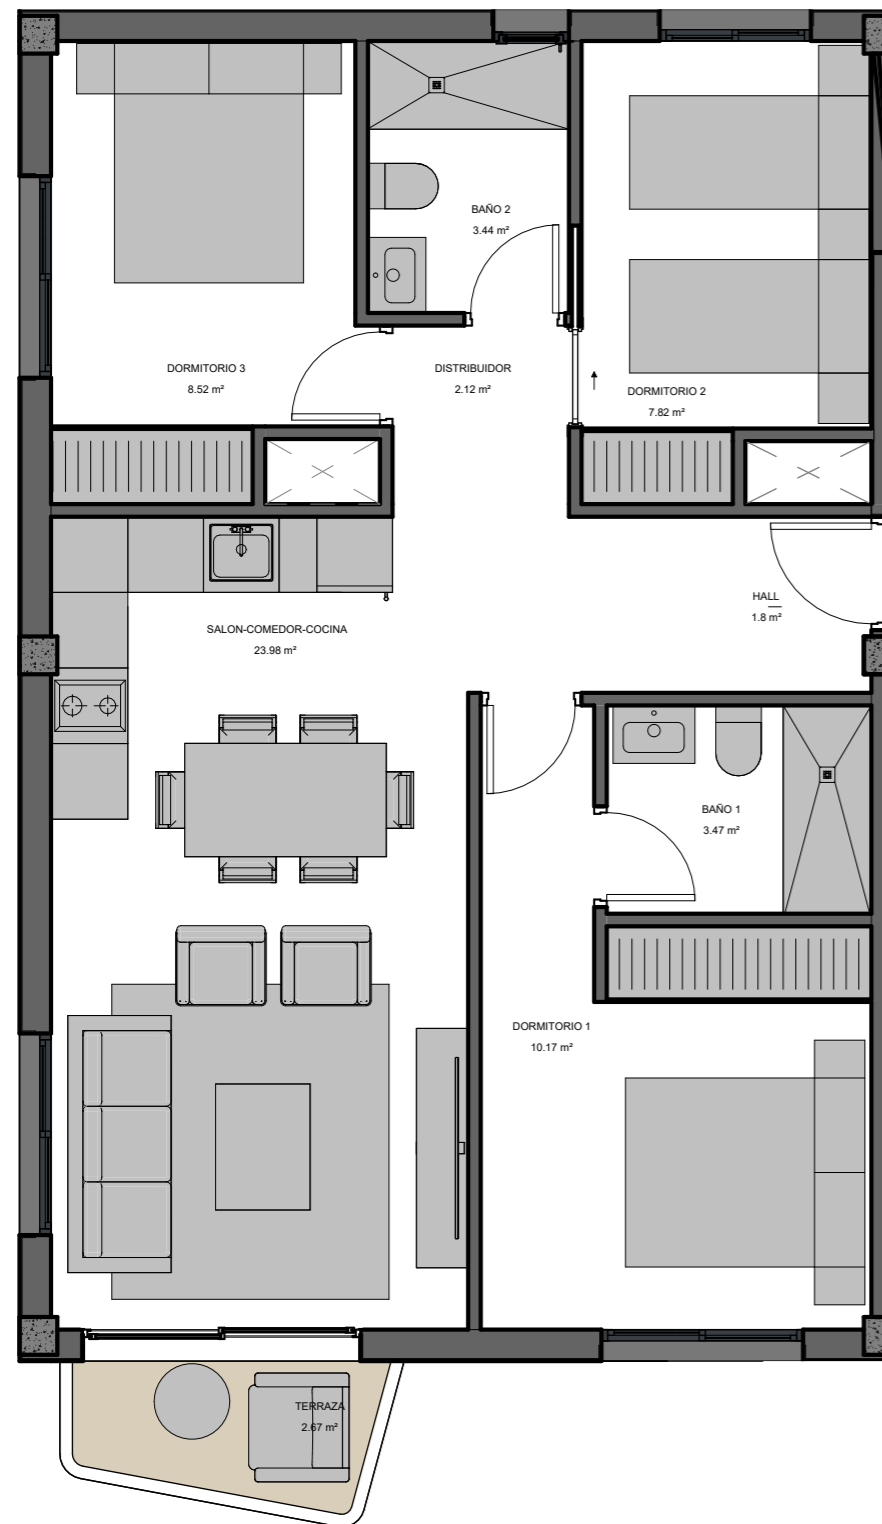 BAÑO 2
3.44 m²
DORMITORIO 3
8.52 m²
DISTRIBUIDOR
2.12 m²
DORMITORIO 2
7.82 m²
HALL
1.8 m²
SALON-COMEDOR-COCINA
23.98 m²
BAÑO 1
3.47 m²
DORMITORIO 1
10.17 m²
TERRAZA
2.67 m²